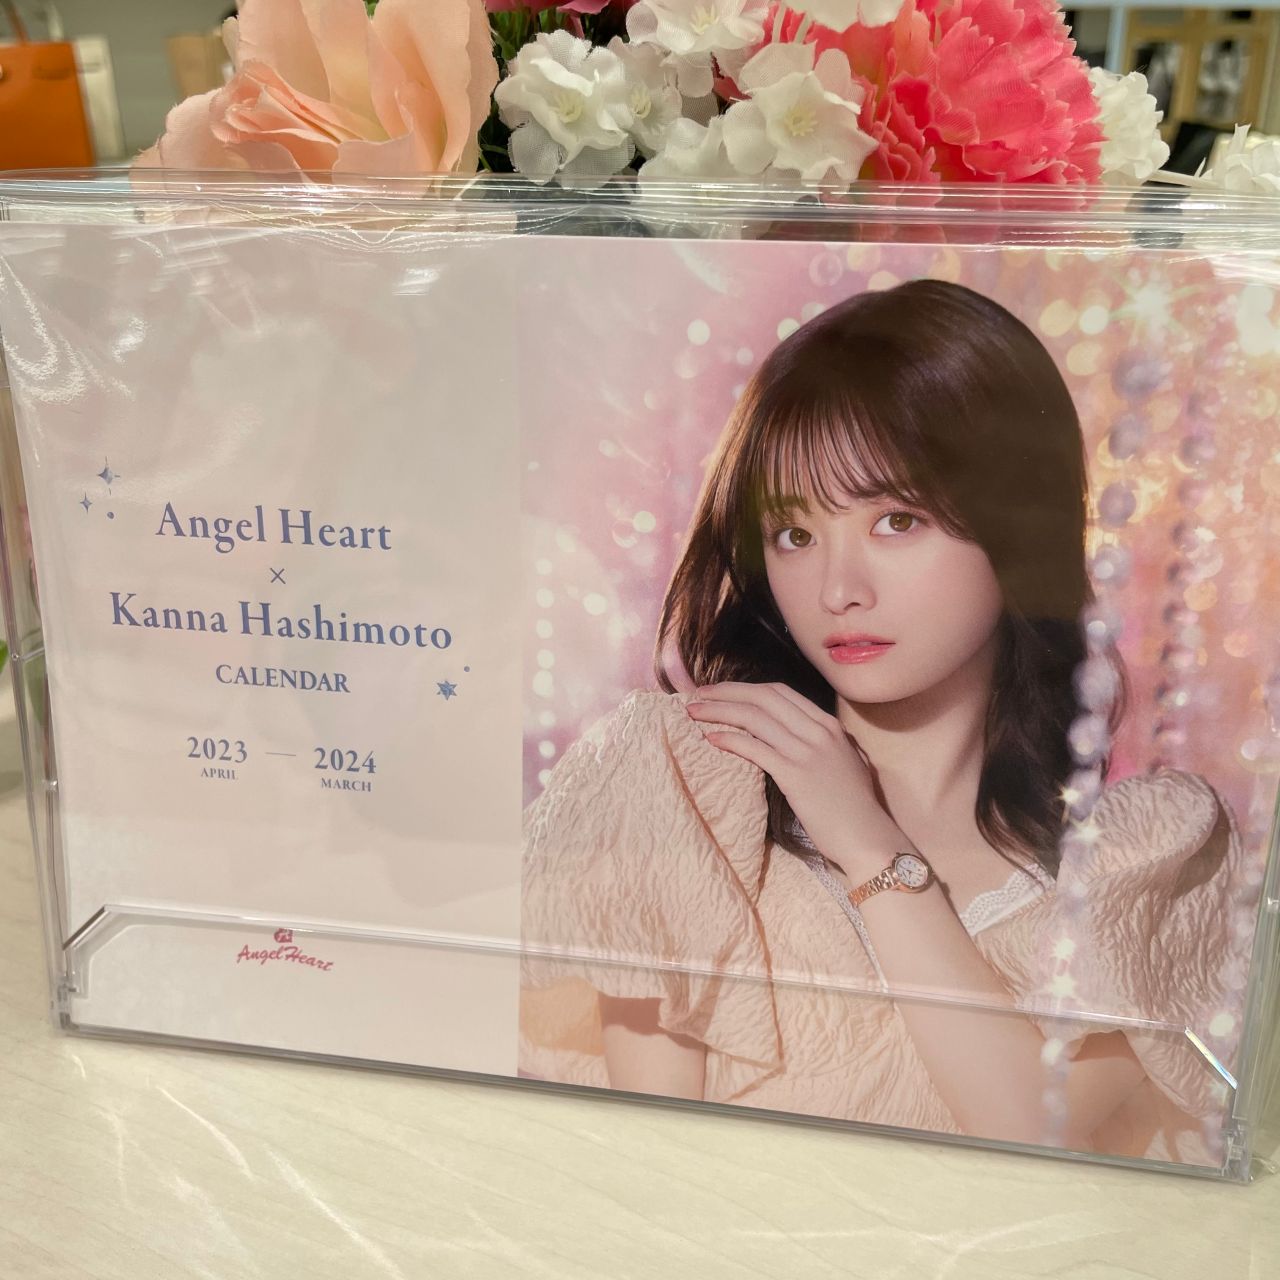 Angel Heart
×
Kanna Hashimoto
CALENDAR
2023 — 2024
APRIL MARCH
Angel Heart